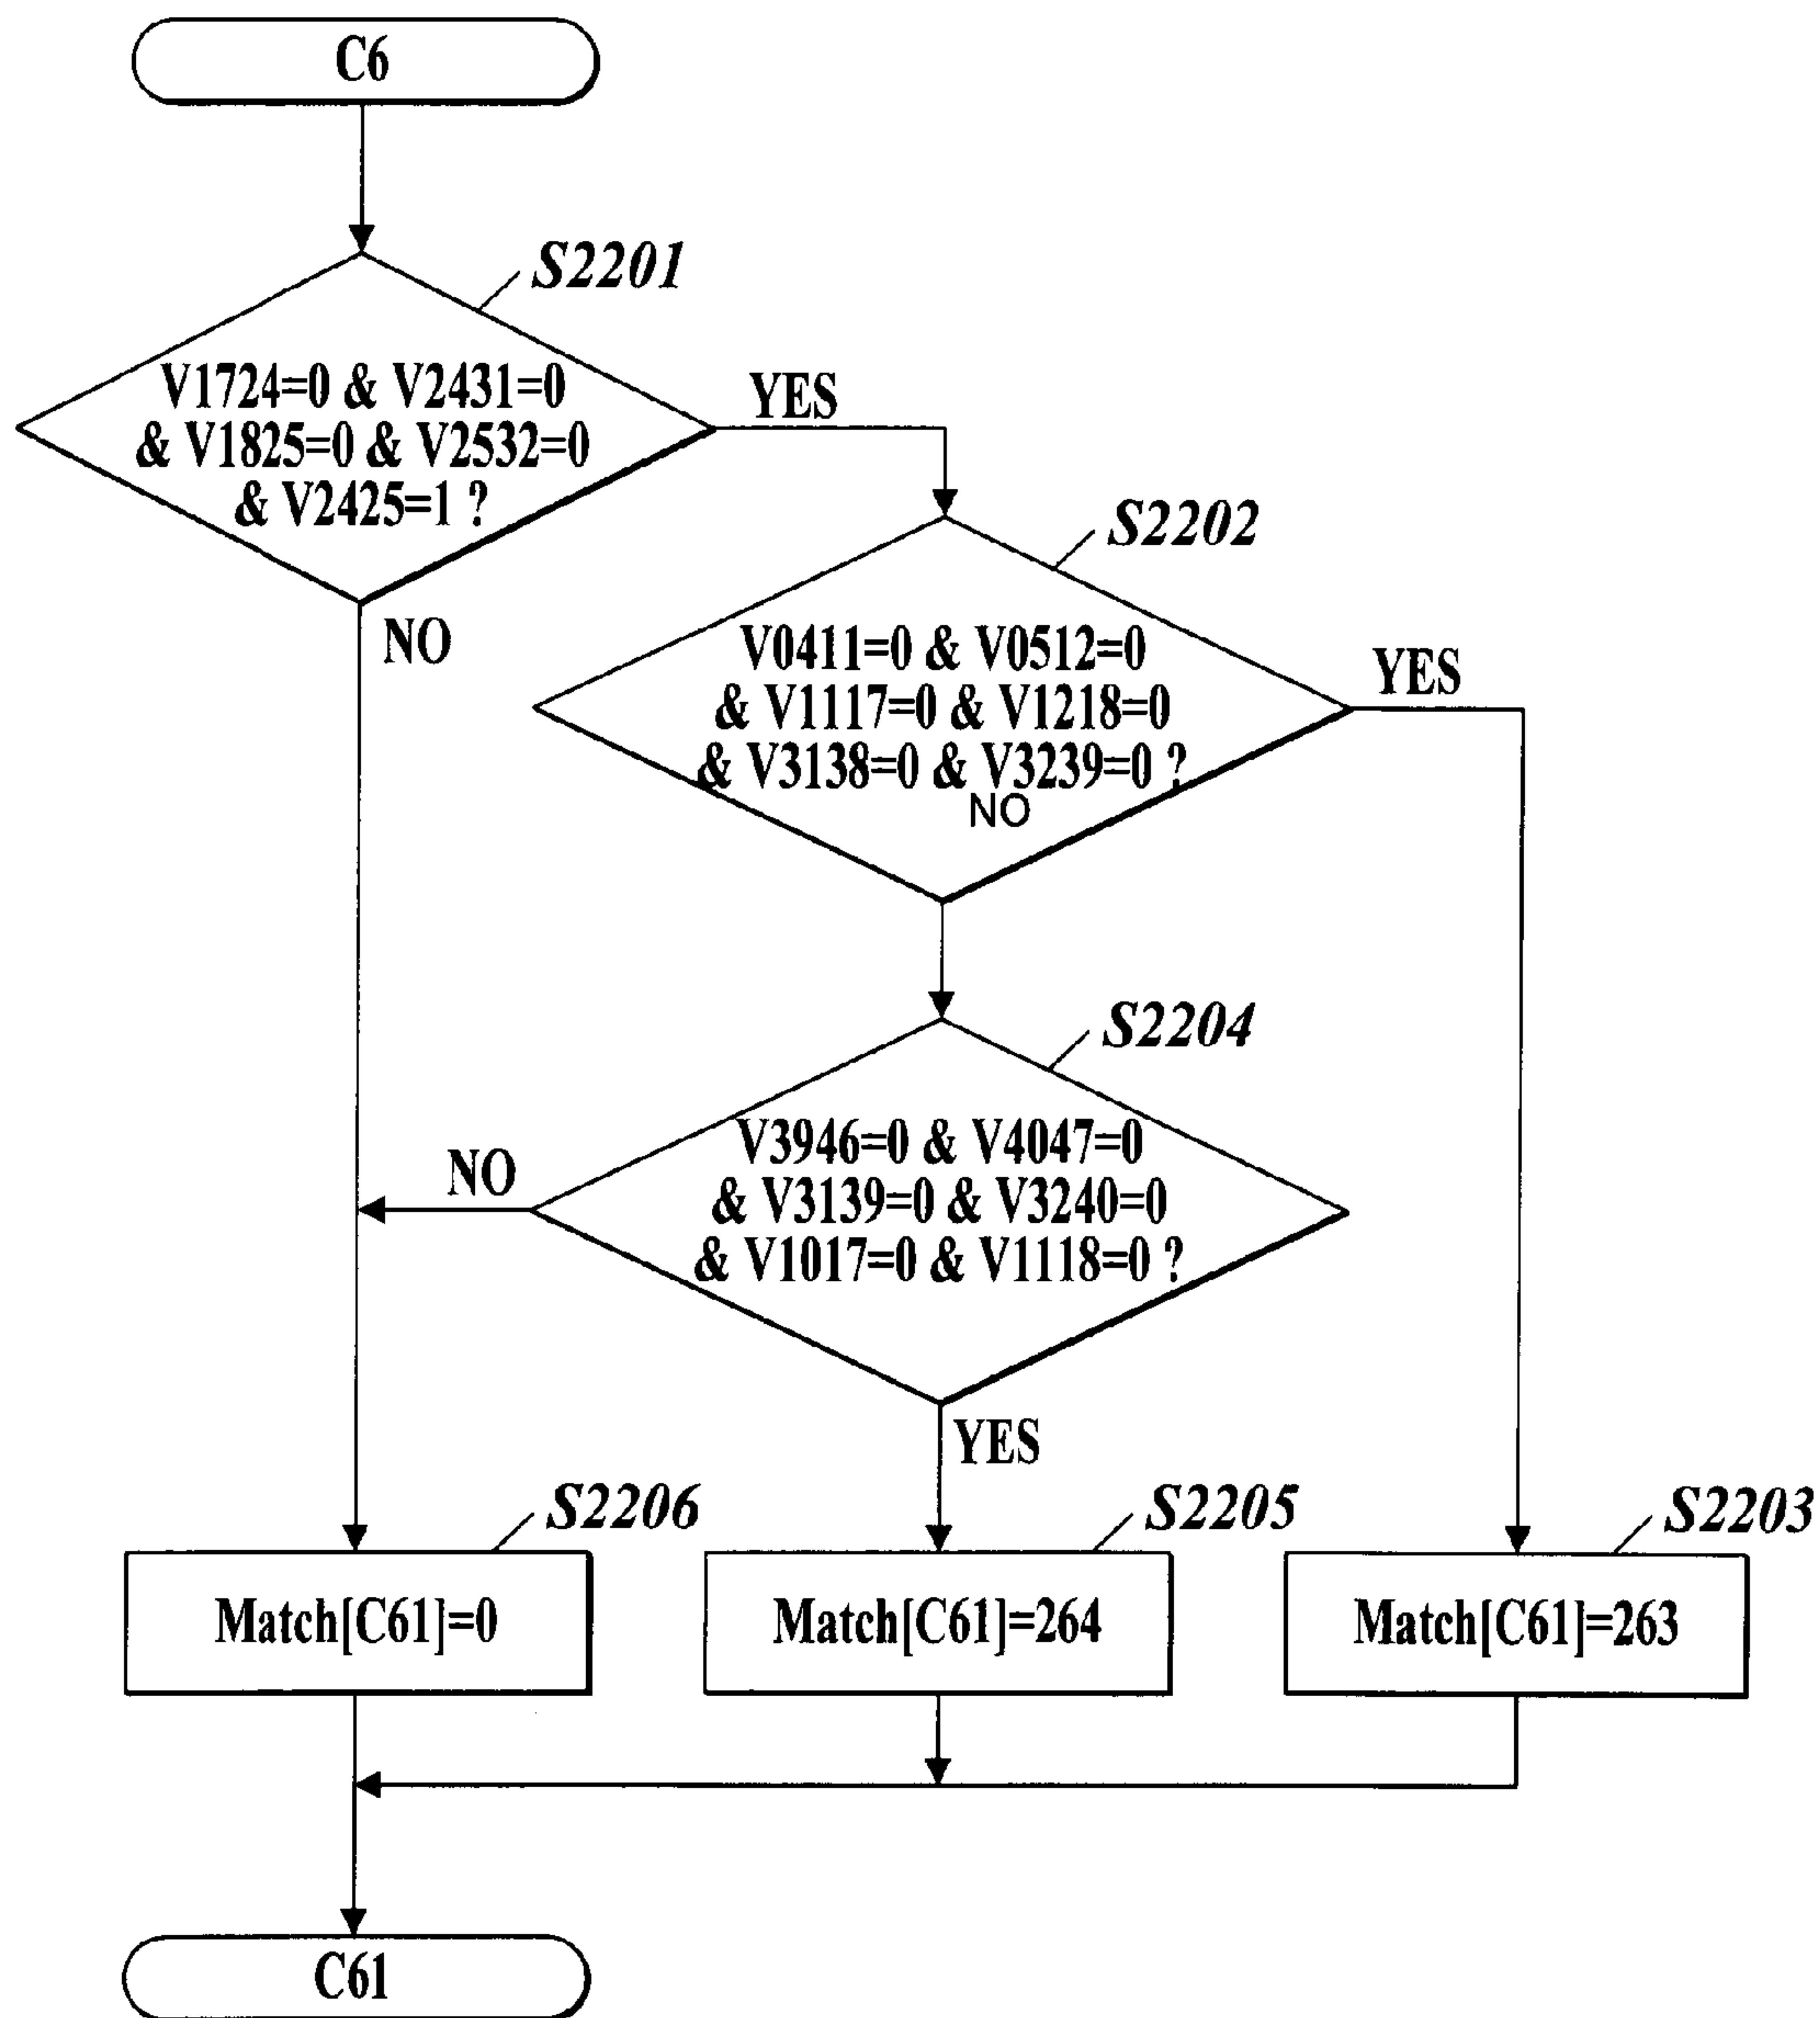 C6
S2201
V1724=0 & V2431=0
& V1825=0 & V2532=0
& V2425=1 ?
YES
NO
S2202
V0411=0 & V0512=0
& V1117=0 & V1218=0
& V3138=0 & V3239=0 ?
NO
YES
S2204
V3946=0 & V4047=0
& V3139=0 & V3240=0
& V1017=0 & V1118=0 ?
NO
YES
S2206
Match[C61]=0
S2205
Match[C61]=264
S2203
Match[C61]=263
C61